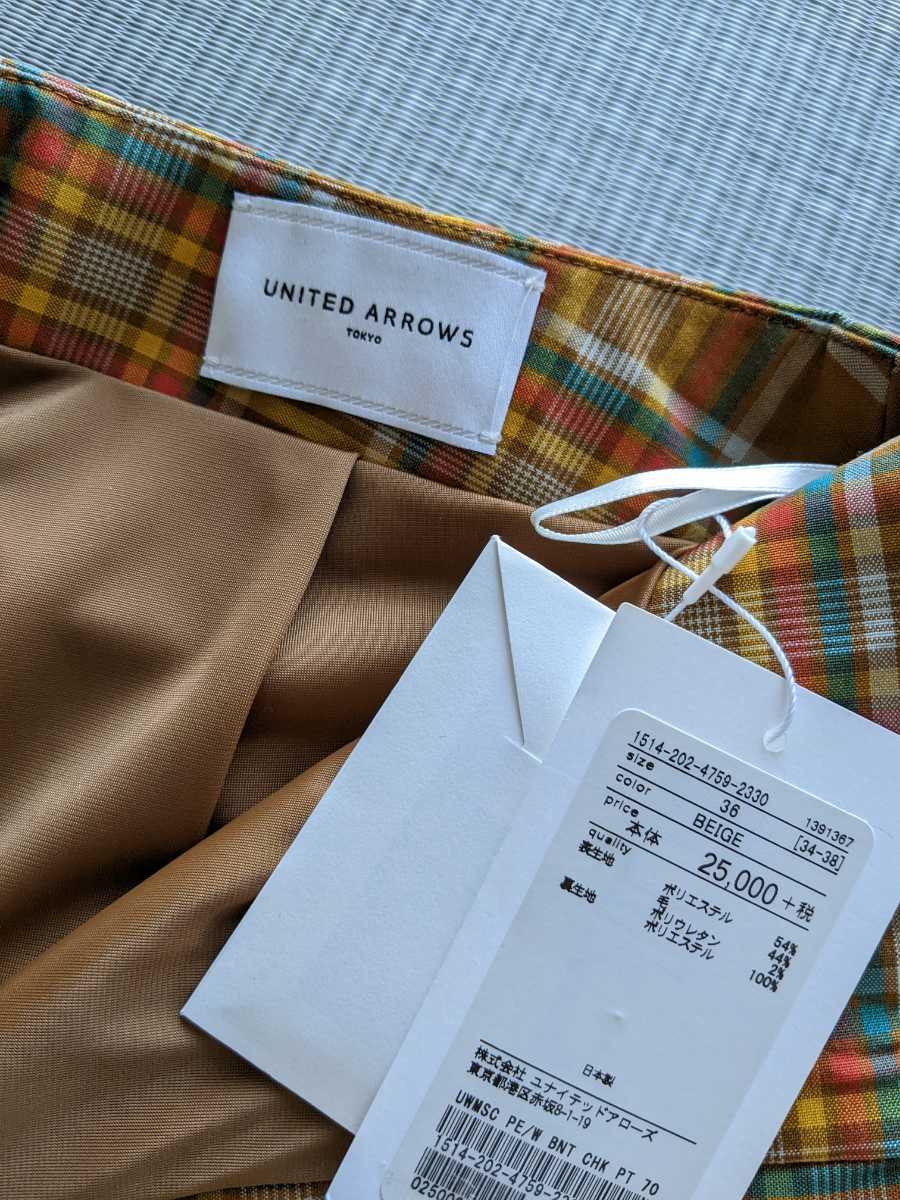 UNITED ARROWS
TOKYO
1514-202-4759-2330
size 36 1391367
color BEIGE [34-38]
price 本体 25,000+税
quality
表生地 ポリエステル 54%
毛 44%
ポリウレタン 2%
裏生地 ポリエステル 100%
日本製
株式会社 ユナイテッドアローズ
東京都港区赤坂8-1-19
UWMSC PE/W BNT CHK PT 70
1514-202-4759-2330